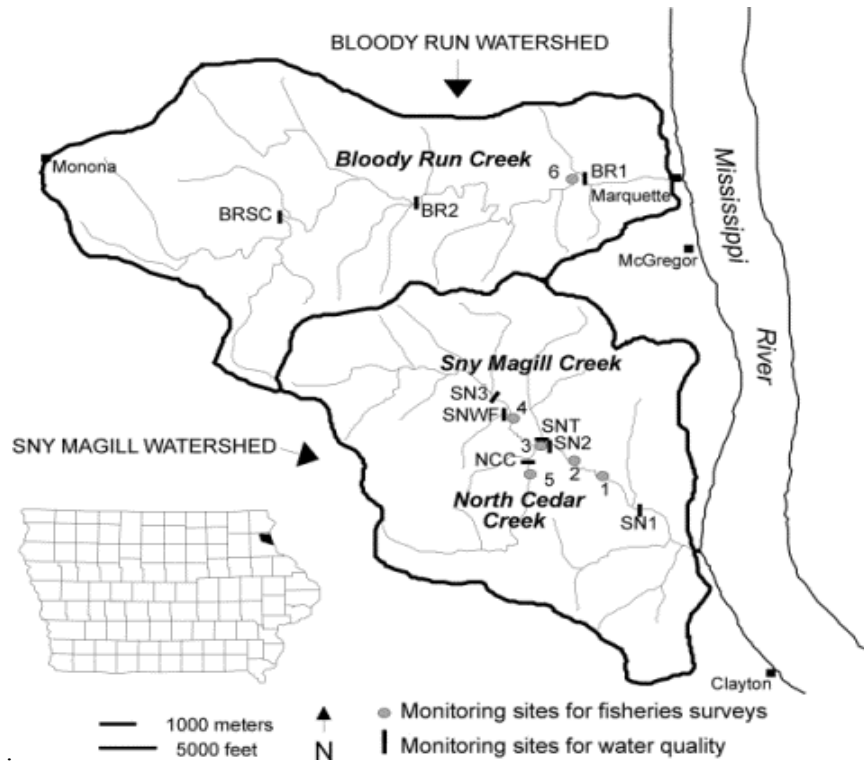 BLOODY RUN WATERSHED
Monona
Bloody Run Creek
6
BR1
Marquette
BRSC
BR2
McGregor
Mississippi
River
Sny Magill Creek
SN3
4
SNWF
SNT
3
SN2
SNY MAGILL WATERSHED
NCC
5
2
1
North Cedar
Creek
SN1
Clayton
1000 meters
5000 feet
N
Monitoring sites for fisheries surveys
Monitoring sites for water quality